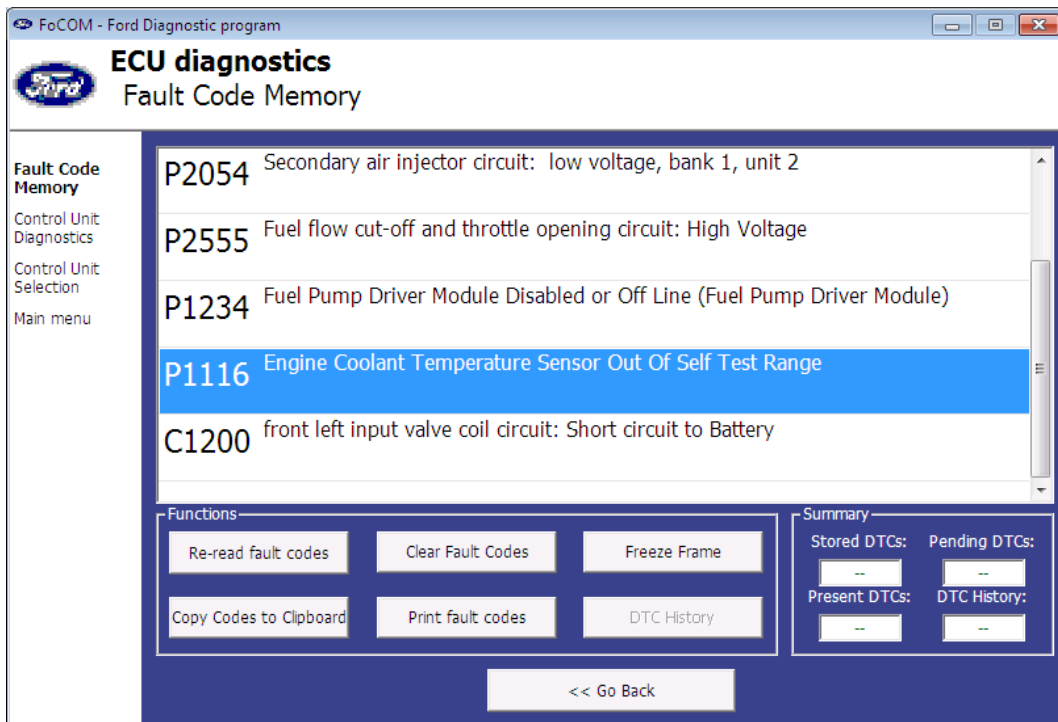 FoCOM - Ford Diagnostic program
Ford
ECU diagnostics
Fault Code Memory
Fault Code
Memory
Control Unit
Diagnostics
Control Unit
Selection
Main menu
P2054 Secondary air injector circuit:  low voltage, bank 1, unit 2
P2555 Fuel flow cut-off and throttle opening circuit: High Voltage
P1234 Fuel Pump Driver Module Disabled or Off Line (Fuel Pump Driver Module)
P1116 Engine Coolant Temperature Sensor Out Of Self Test Range
C1200 front left input valve coil circuit: Short circuit to Battery
Functions
Re-read fault codes Clear Fault Codes Freeze Frame
Copy Codes to Clipboard Print fault codes DTC History
Summary
Stored DTCs: Pending DTCs:
-- --
Present DTCs: DTC History:
-- --
<< Go Back